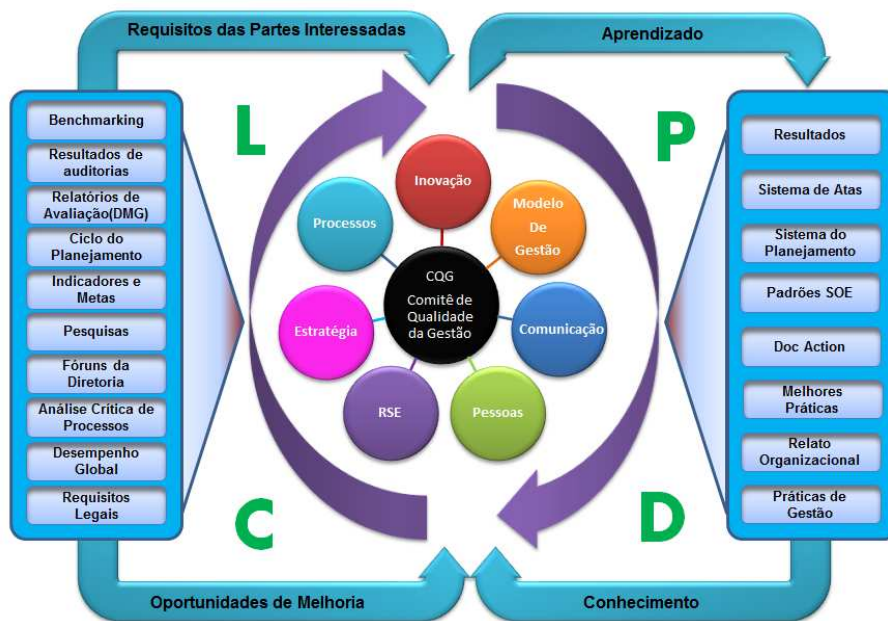 Requisitos das Partes Interessadas
Aprendizado
L
P
Benchmarking
Resultados de
auditorias
Relatórios de
Avaliação(DMG)
Ciclo do
Planejamento
Indicadores e
Metas
Pesquisas
Fóruns da
Diretoria
Análise Crítica de
Processos
Desempenho
Global
Requisitos
Legais
Inovação
Processos
Modelo
De
Gestão
CQG
Comitê de
Qualidade
da Gestão
Estratégia
Comunicação
RSE
Pessoas
Resultados
Sistema de Atas
Sistema do
Planejamento
Padrões SOE
Doc Action
Melhores
Práticas
Relato
Organizacional
Práticas de
Gestão
C
D
Oportunidades de Melhoria
Conhecimento